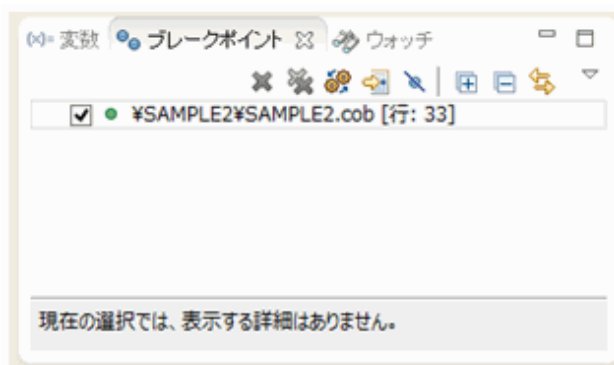 (x)= 変数 ブレークポイント ウォッチ
¥SAMPLE2¥SAMPLE2.cob [行: 33]
現在の選択では、表示する詳細はありません。